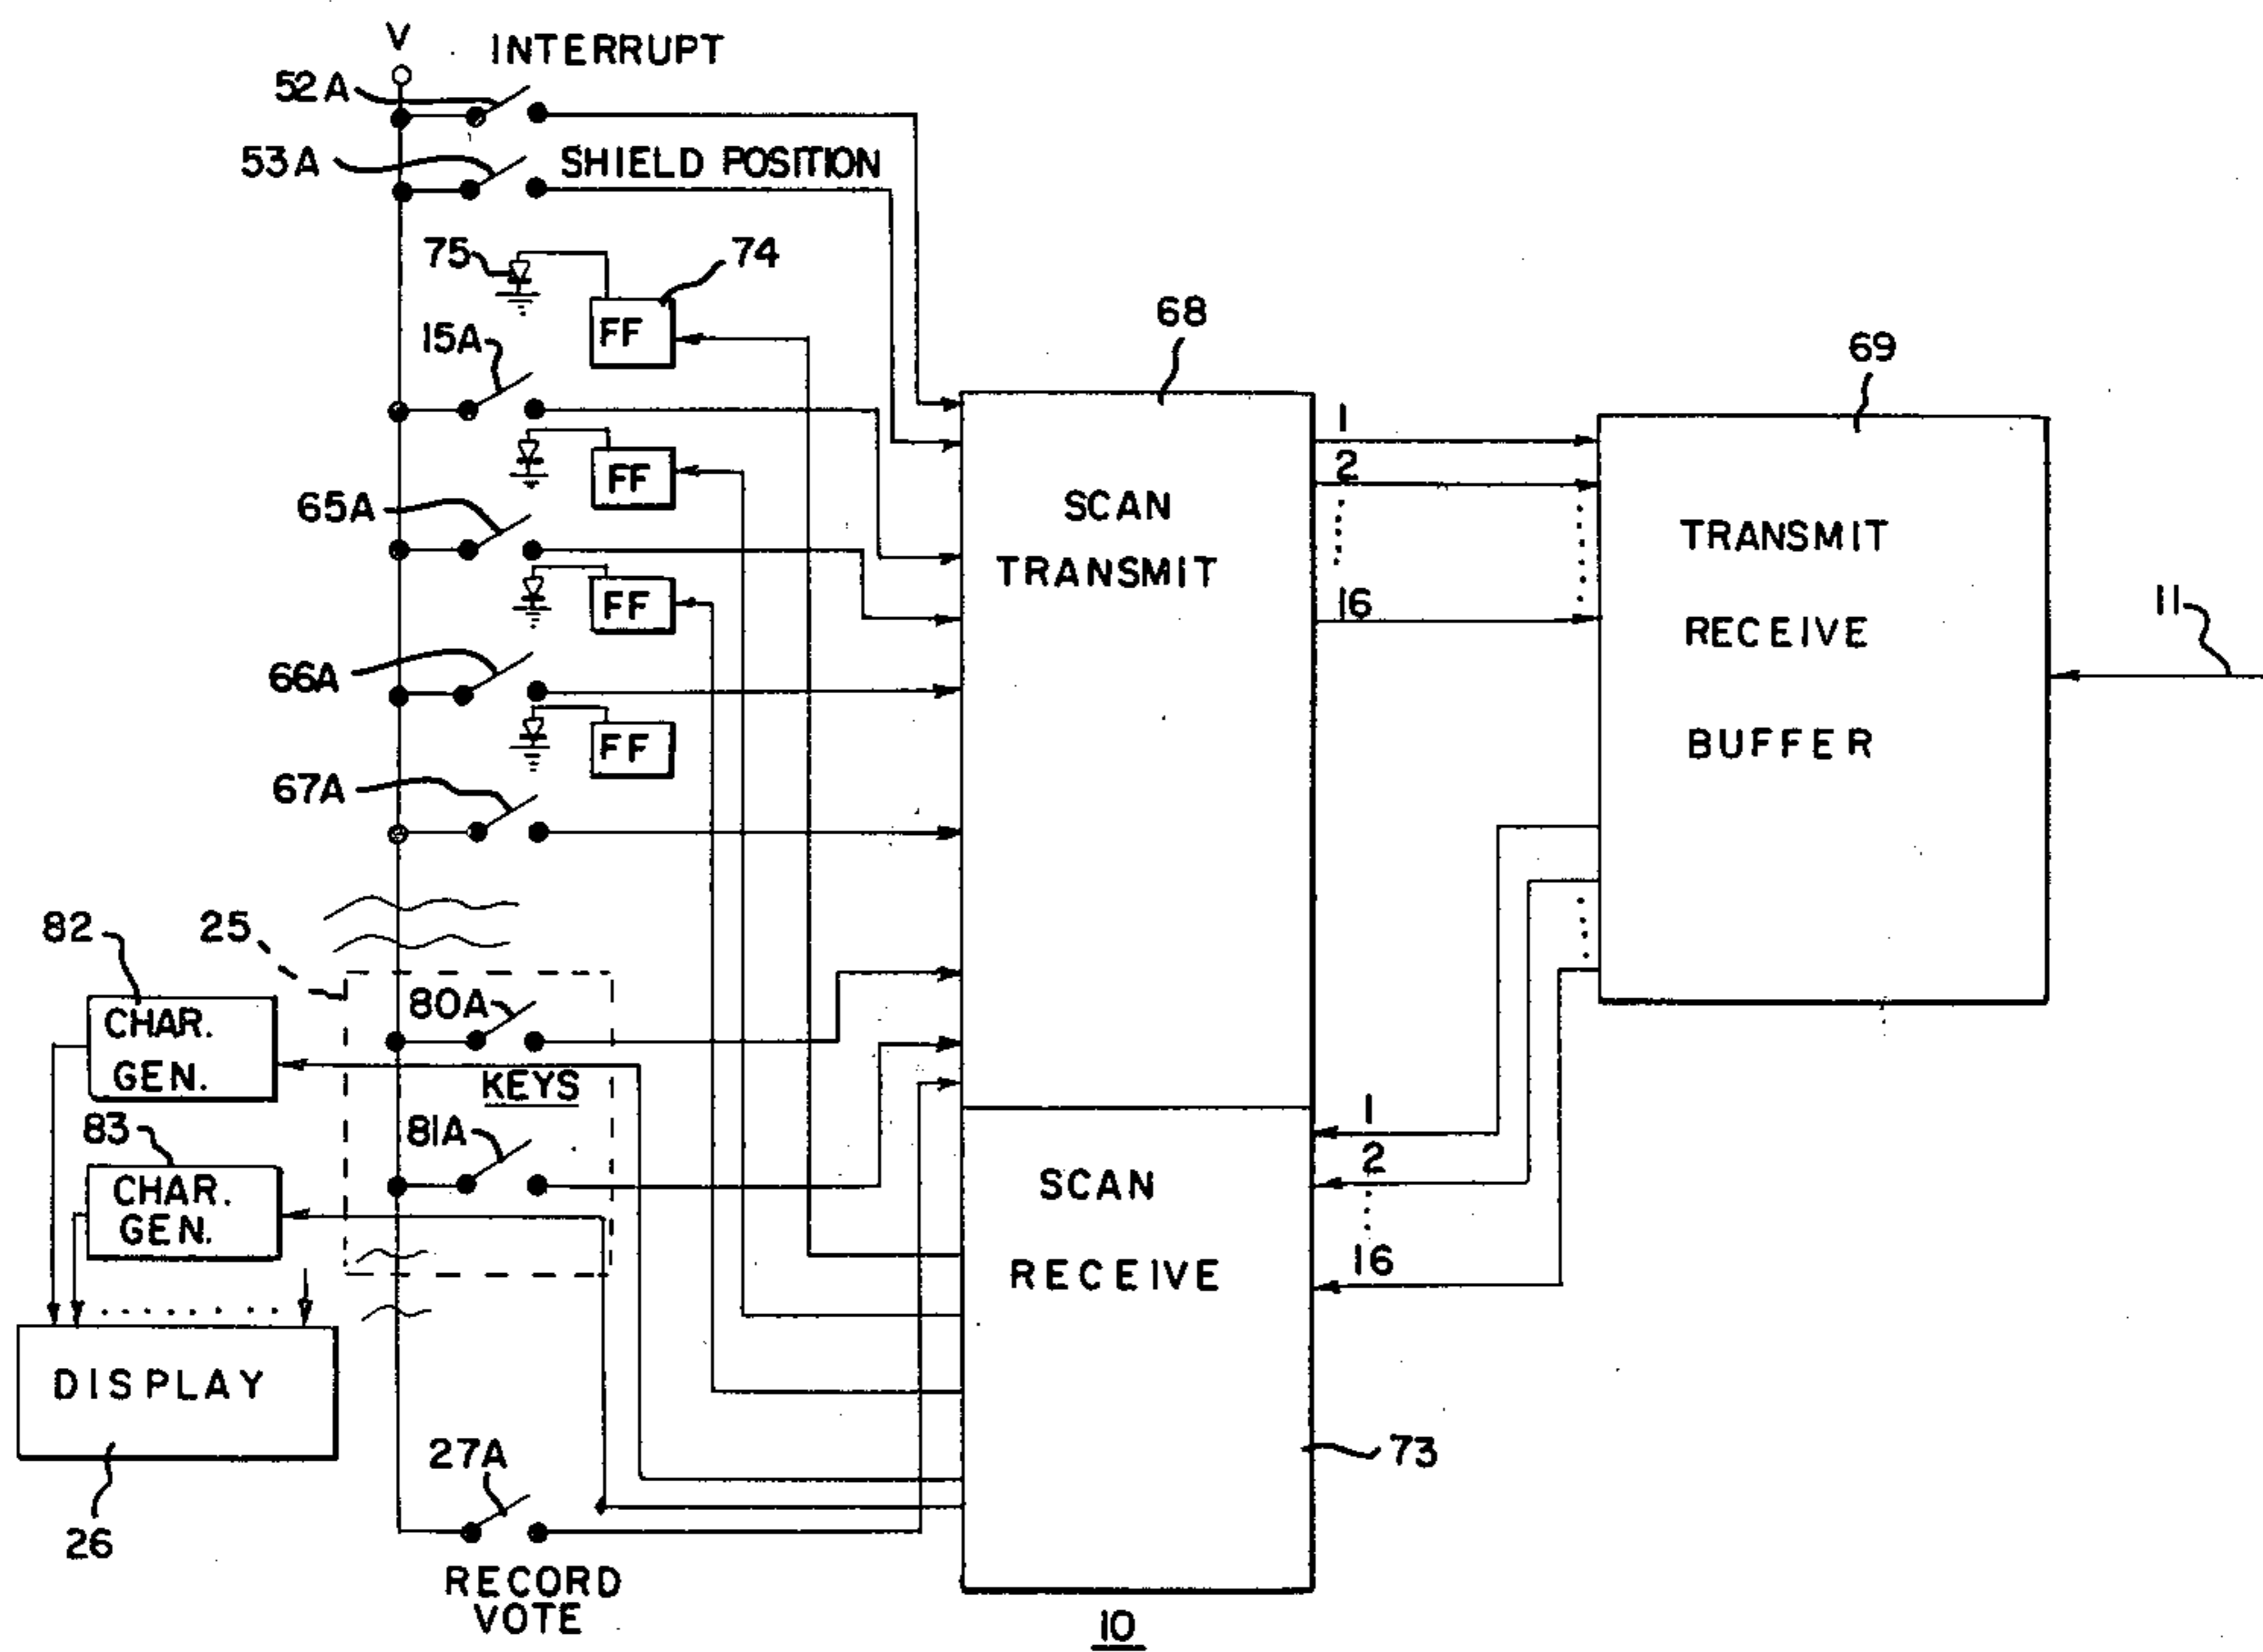 V
INTERRUPT
52A
53A
SHIELD POSITION
75
74
FF
15A
68
69
FF
65A
FF
66A
FF
67A
SCAN
TRANSMIT
1
2
16
TRANSMIT
RECEIVE
BUFFER
11
82
25
CHAR.
GEN.
80A
KEYS
83
81A
CHAR.
GEN.
SCAN
RECEIVE
1
2
16
DISPLAY
26
27A
73
RECORD
VOTE
10